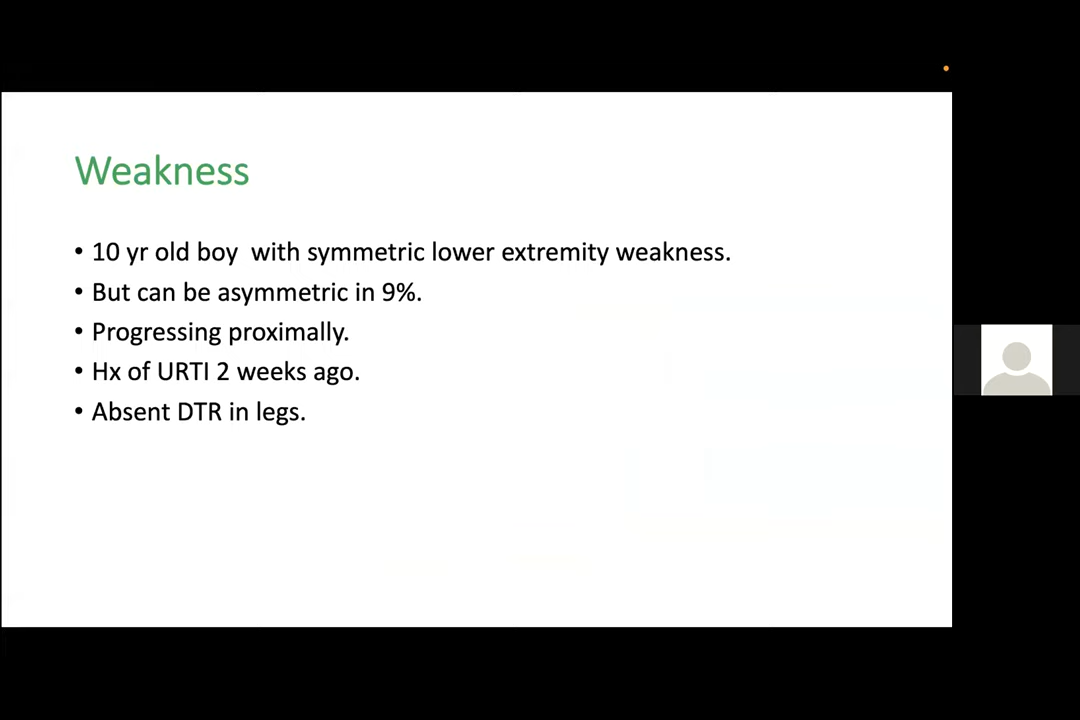 Weakness
• 10 yr old boy  with symmetric lower extremity weakness.
• But can be asymmetric in 9%.
• Progressing proximally.
• Hx of URTI 2 weeks ago.
• Absent DTR in legs.